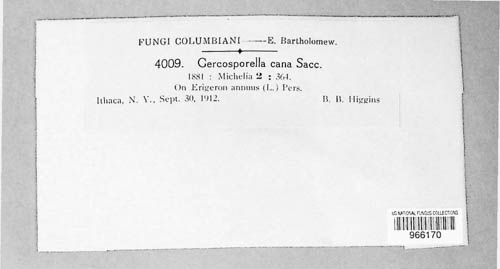 FUNGI COLUMBIANI — E. Bartholomew.
4009. Cercosporella cana Sacc.
1881 : Michelia 2 : 364.
On Erigeron annuus (L.) Pers.
Ithaca, N. Y., Sept. 30, 1912. B. B. Higgins
US NATIONAL FUNGUS COLLECTIONS
966170